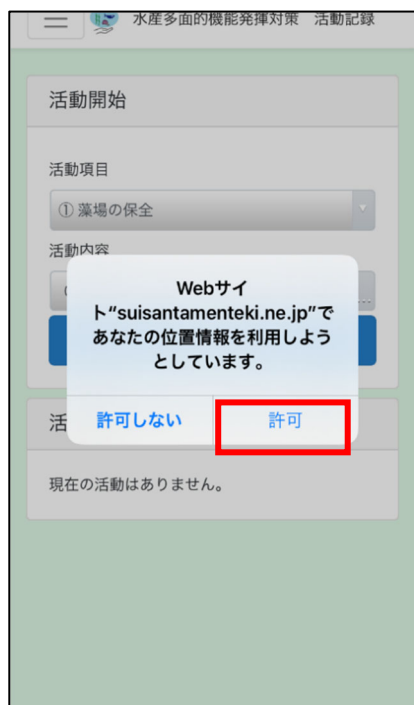 水産多面的機能発揮対策 活動記録
活動開始
活動項目
① 藻場の保全
活動内容
Webサイ
ト“suisantamenteki.ne.jp”で
あなたの位置情報を利用しよう
としています。
許可しない
許可
活
現在の活動はありません。